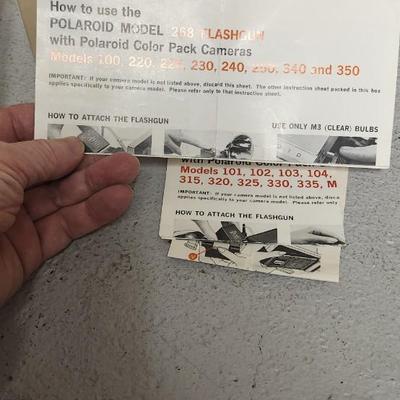 How to use the
POLAROID MODEL 268 FLASHGUN
with Polaroid Color Pack Cameras
Models 100, 220, 225, 230, 240, 250, 340 and 350
IMPORTANT: If your camera model is not listed above, discard this sheet. The other instruction sheet packed in this box
applies specifically to your camera model. Please refer only to that instruction sheet.
HOW TO ATTACH THE FLASHGUN
USE ONLY M3 (CLEAR) BULBS
with Polaroid Color Pack
Models 101, 102, 103, 104,
315, 320, 325, 330, 335, M
IMPORTANT: If your camera model is not listed above, disca
applies specifically to your camera model. Please refer only
HOW TO ATTACH THE FLASHGUN